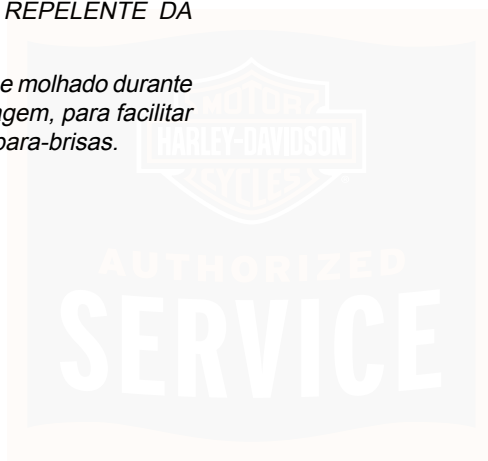 REPELENTE DA
e molhado durante
gem, para facilitar
para-brisas.
MOTOR
HARLEY-DAVIDSON
CYCLES
AUTHORIZED
SERVICE